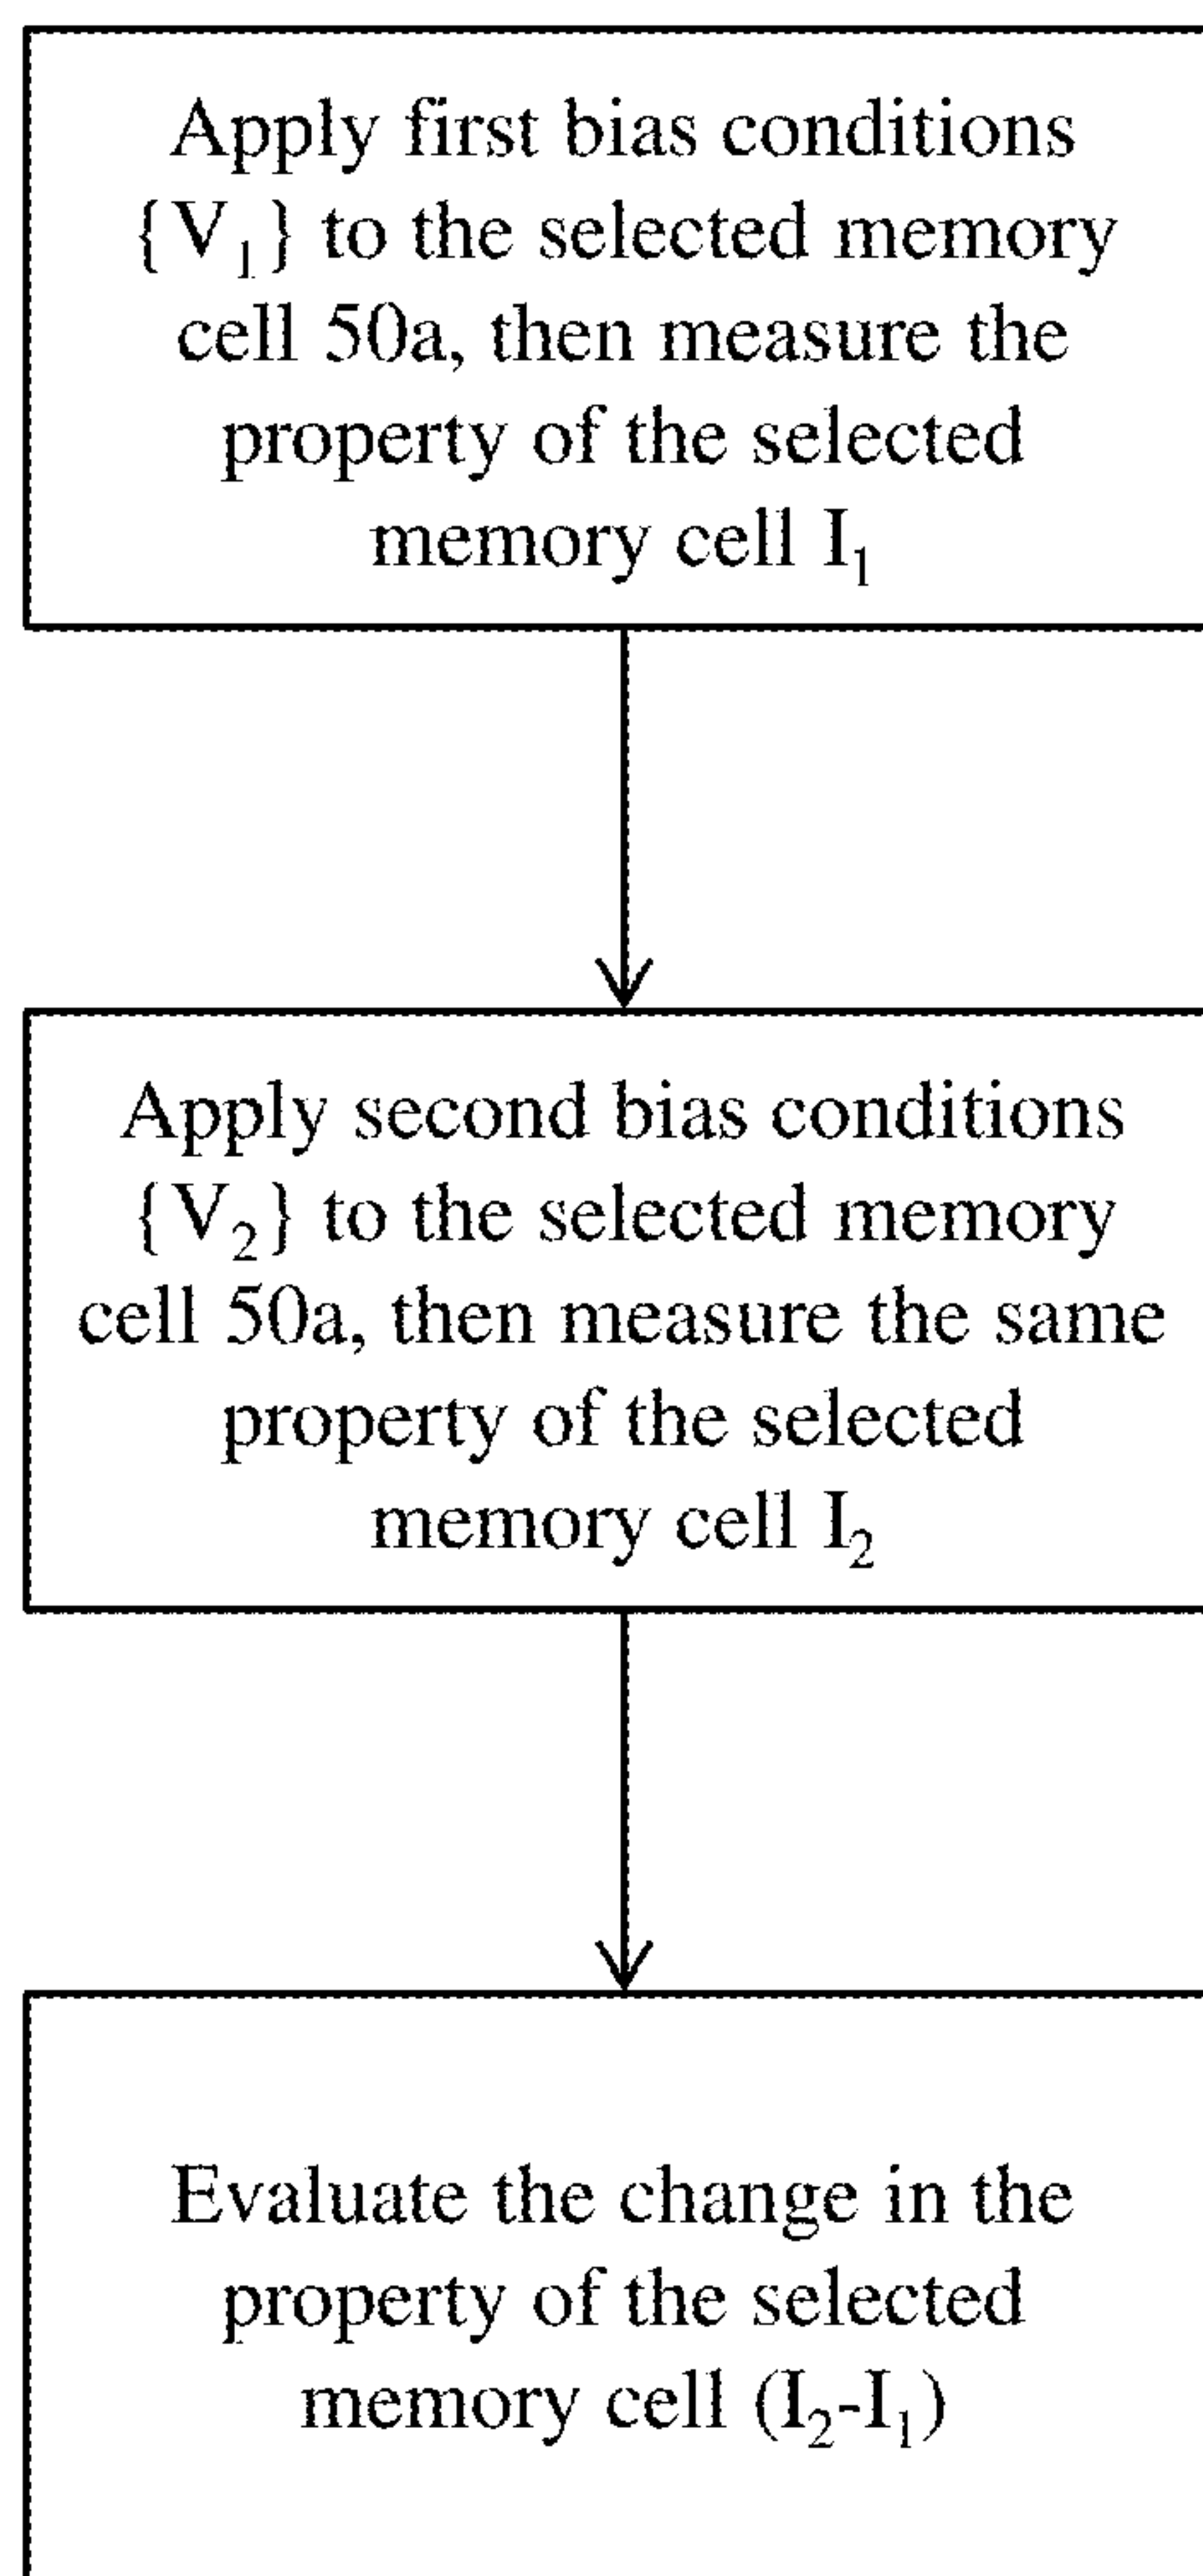 Apply first bias conditions
{V₁} to the selected memory
cell 50a, then measure the
property of the selected
memory cell I₁
Apply second bias conditions
{V₂} to the selected memory
cell 50a, then measure the same
property of the selected
memory cell I₂
Evaluate the change in the
property of the selected
memory cell (I₂-I₁)